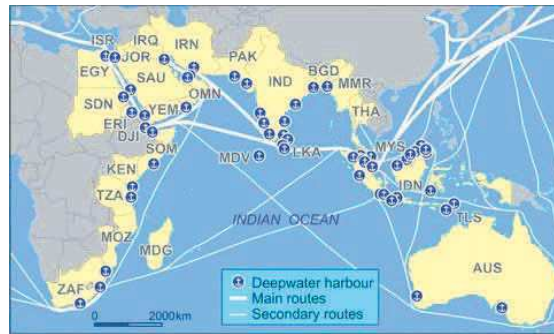 ISR
IRQ
IRN
JOR
PAK
EGY
SAU
BGD
IND
MMR
OMN
SDN
YEM
THA
ERI
DJI
SOM
MDV
LKA
MYS
KEN
IDN
TZA
INDIAN OCEAN
TLS
MOZ
MDG
AUS
ZAF
Deepwater harbour
Main routes
Secondary routes
0
2000km